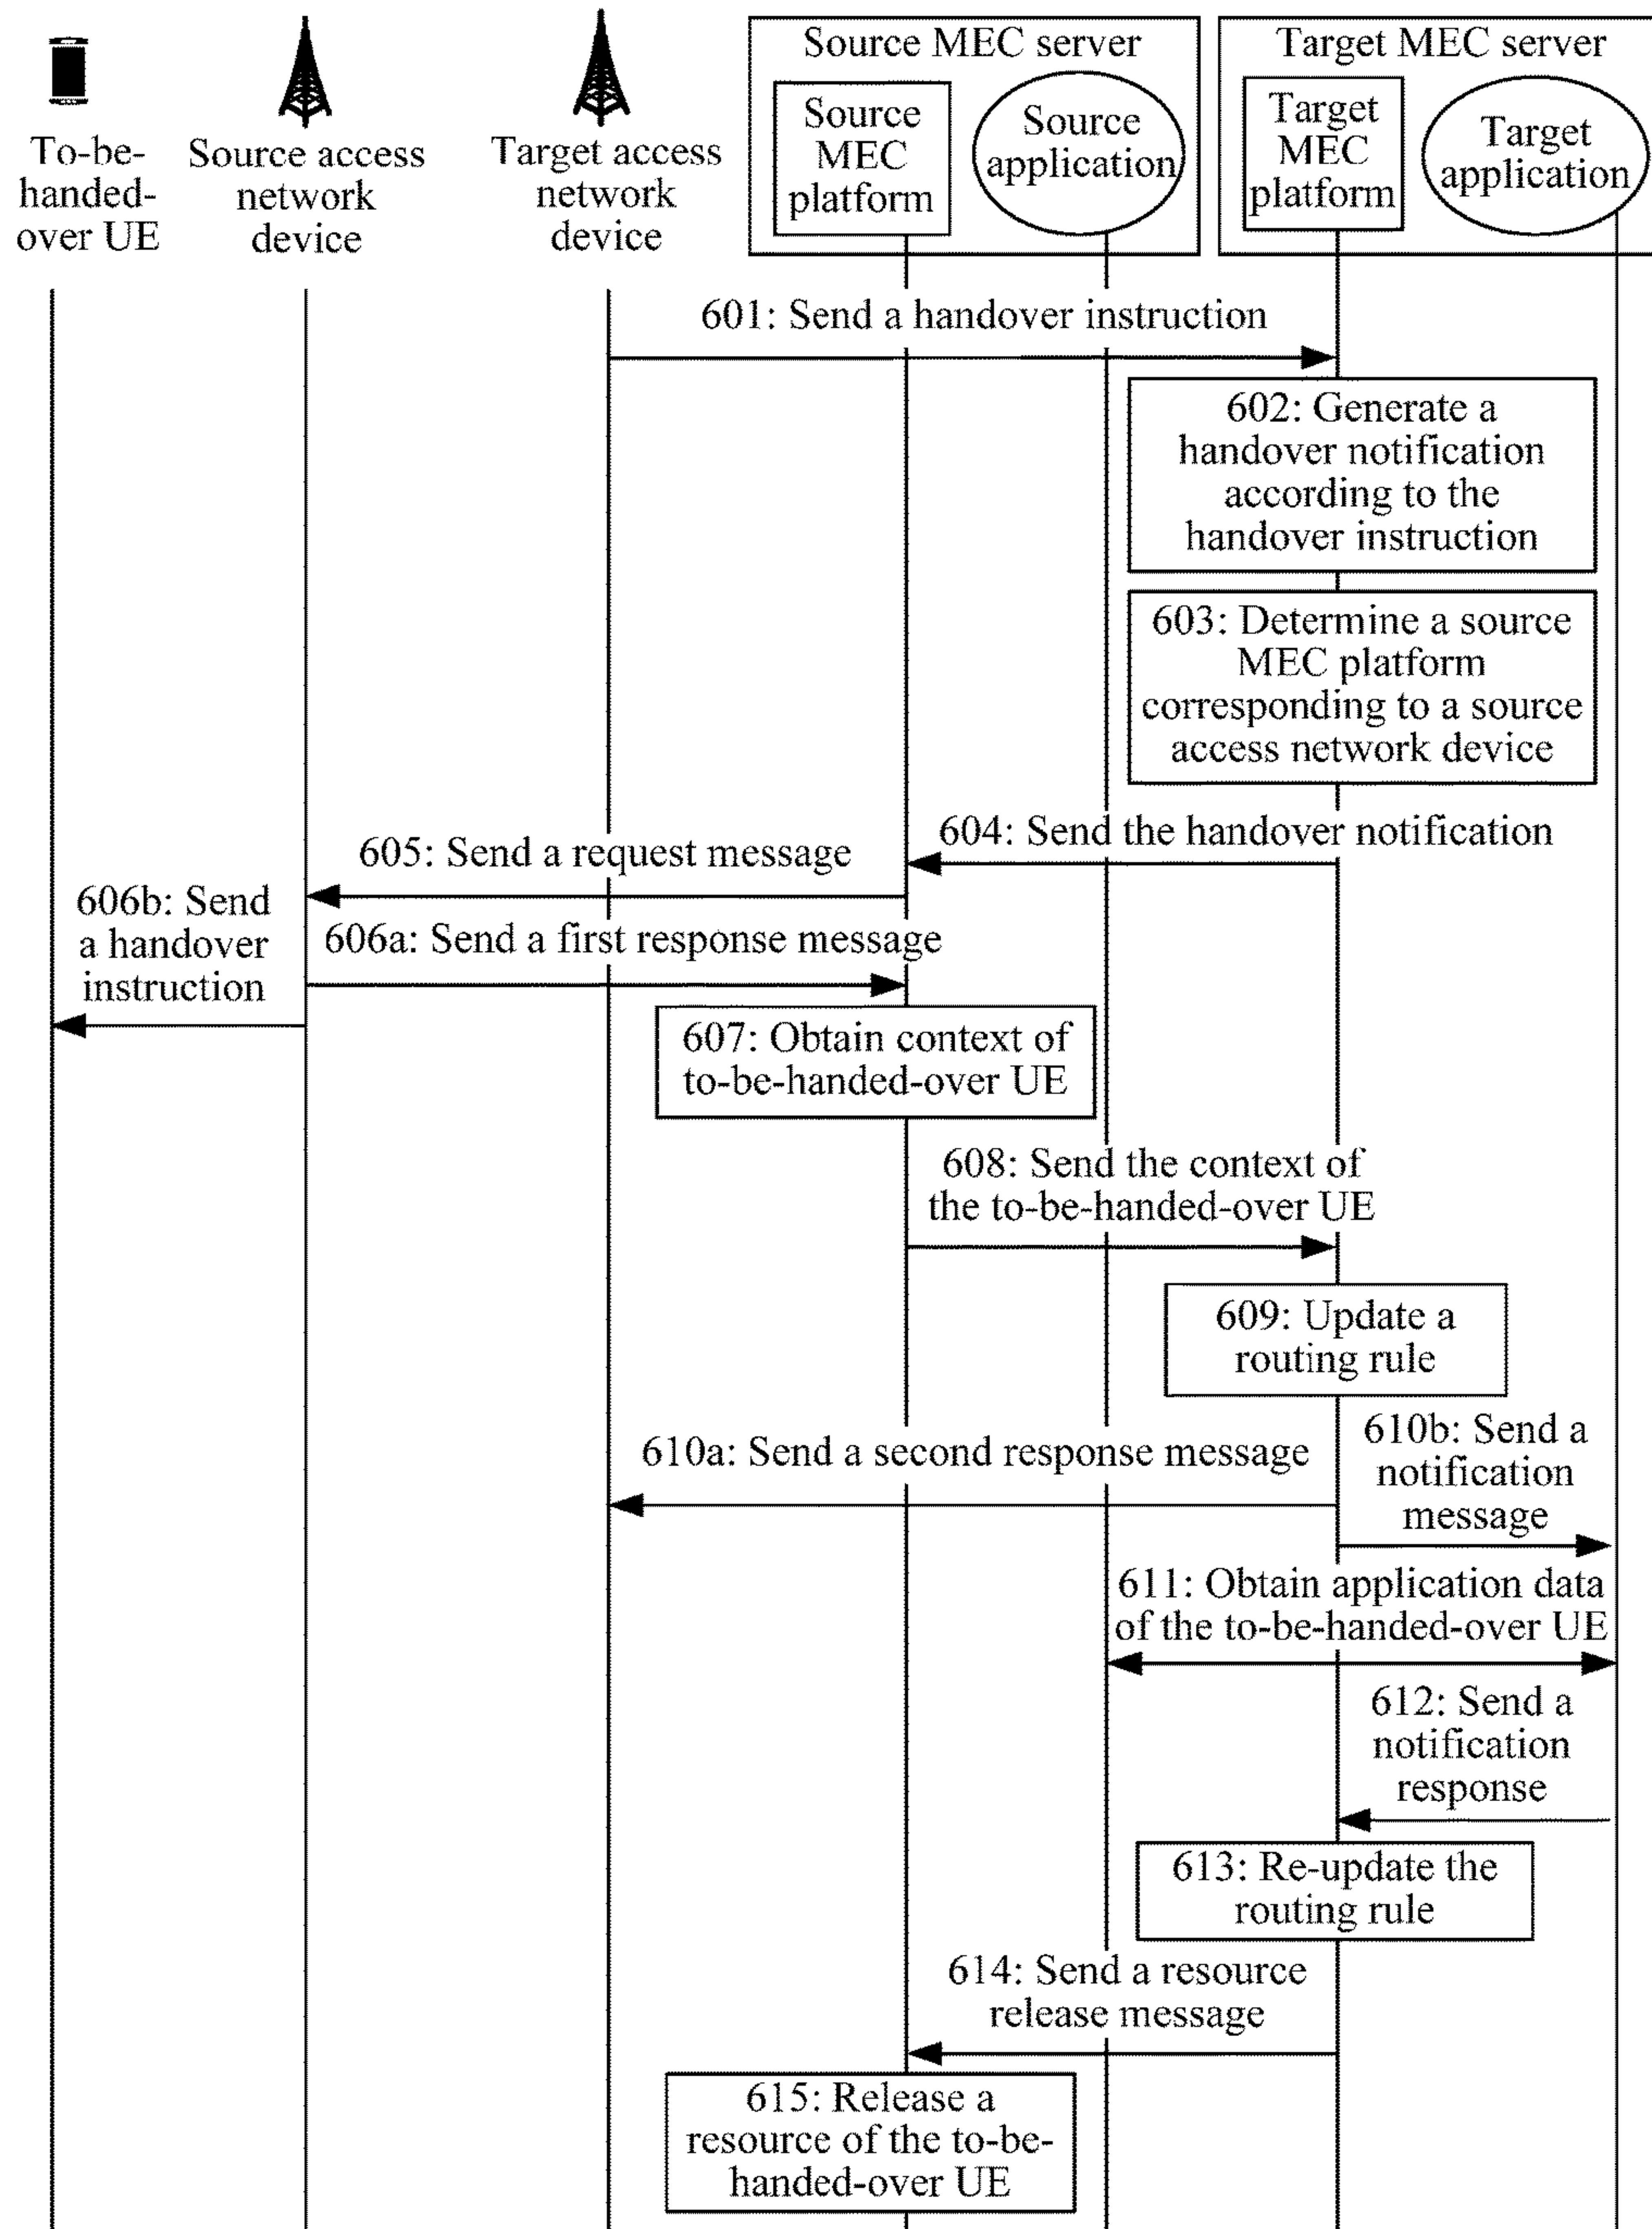 Source MEC server
Target MEC server
To-be-
handed-
over UE
Source access
network
device
Target access
network
device
Source
MEC
platform
Source
application
Target
MEC
platform
Target
application
601: Send a handover instruction
602: Generate a
handover notification
according to the
handover instruction
603: Determine a source
MEC platform
corresponding to a source
access network device
604: Send the handover notification
605: Send a request message
606b: Send
a handover
instruction
606a: Send a first response message
607: Obtain context of
to-be-handed-over UE
608: Send the context of
the to-be-handed-over UE
609: Update a
routing rule
610a: Send a second response message
610b: Send a
notification
message
611: Obtain application data
of the to-be-handed-over UE
612: Send a
notification
response
613: Re-update the
routing rule
614: Send a resource
release message
615: Release a
resource of the to-be-
handed-over UE